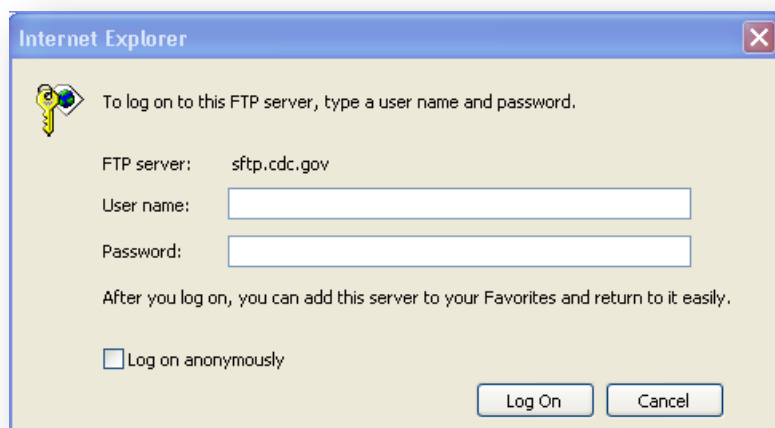 Internet Explorer
To log on to this FTP server, type a user name and password.
FTP server: sftp.cdc.gov
User name:
Password:
After you log on, you can add this server to your Favorites and return to it easily.
Log on anonymously
Log On Cancel